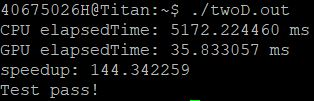 40675026H@Titan:~$ ./twoD.out
CPU elapsedTime: 5172.224460 ms
GPU elapsedTime: 35.833057 ms
speedup: 144.342259
Test pass!